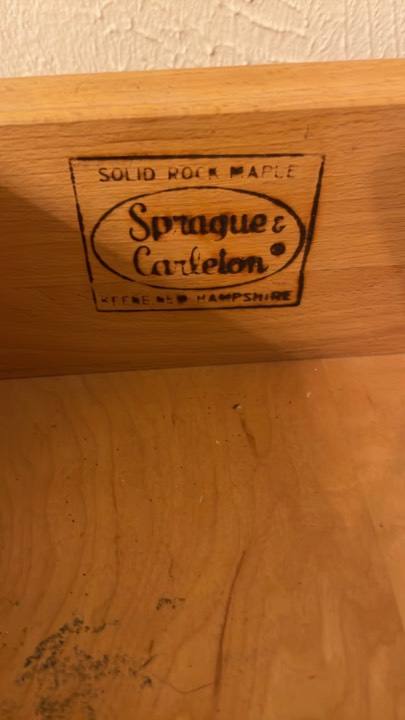 SOLID ROCK MAPLE
Sprague &
Carleton
KEENE NEW HAMPSHIRE